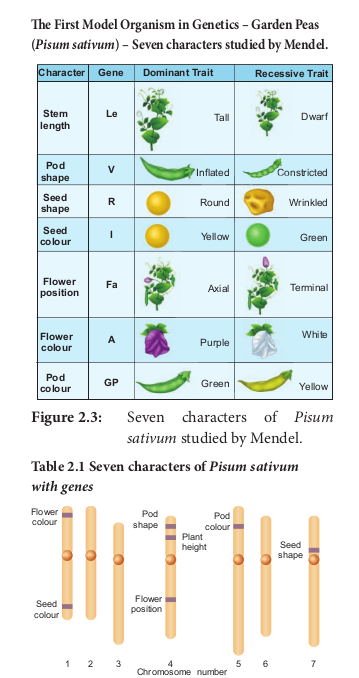 The First Model Organism in Genetics – Garden Peas
(Pisum sativum) – Seven characters studied by Mendel.
Character Gene Dominant Trait Recessive Trait
Stem length Le Tall Dwarf
Pod shape V Inflated Constricted
Seed shape R Round Wrinkled
Seed colour I Yellow Green
Flower position Fa Axial Terminal
Flower colour A Purple White
Pod colour GP Green Yellow
Figure 2.3: Seven characters of Pisum
sativum studied by Mendel.
Table 2.1 Seven characters of Pisum sativum
with genes
Flower colour
Seed colour
Pod shape
Plant height
Flower position
Pod colour
Seed shape
1 2 3 4 5 6 7
Chromosome number